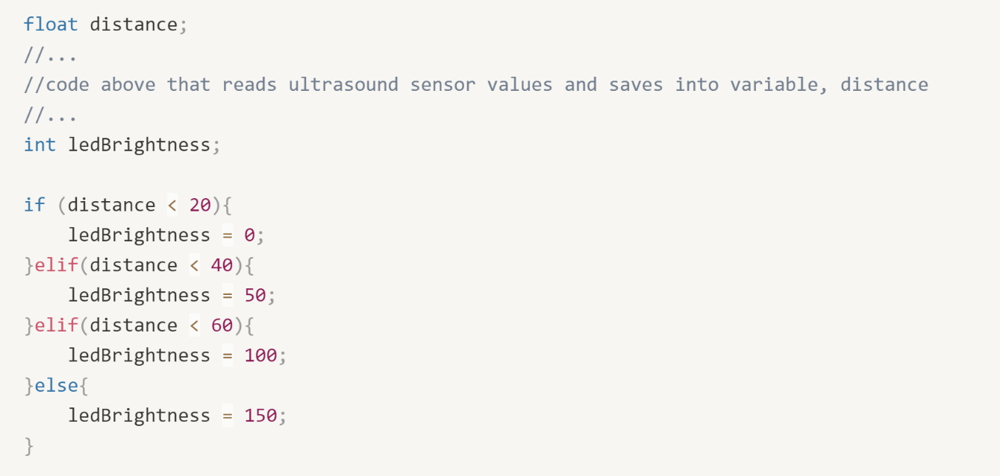 float distance;
//...
//code above that reads ultrasound sensor values and saves into variable, distance
//...
int ledBrightness;

if (distance < 20){
    ledBrightness = 0;
}elif(distance < 40){
    ledBrightness = 50;
}elif(distance < 60){
    ledBrightness = 100;
}else{
    ledBrightness = 150;
}